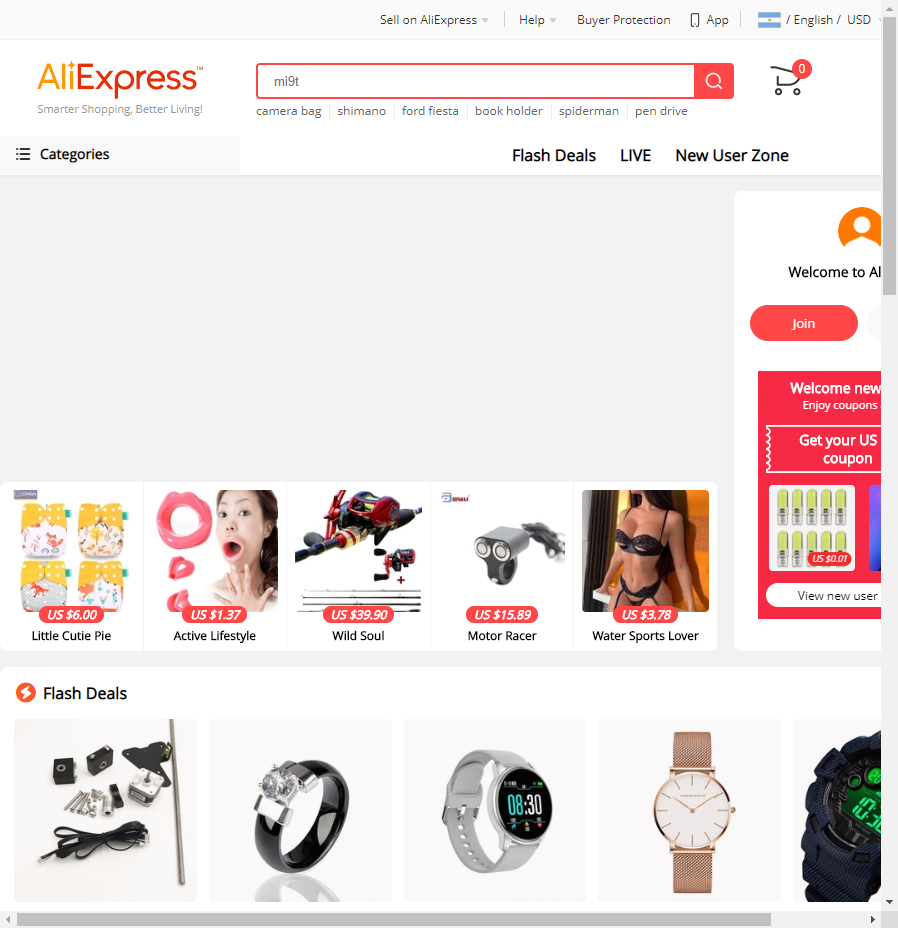 Sell on AliExpress
Help
Buyer Protection
App
/ English / USD
AliExpress™
Smarter Shopping, Better Living!
mi9t
0
camera bag
shimano
ford fiesta
book holder
spiderman
pen drive
Categories
Flash Deals
LIVE
New User Zone
Welcome to Al
Join
Welcome new
Enjoy coupons
Get your US
coupon
US $0.01
View new user
US $6.00
US $1.37
US $39.90
US $15.89
US $3.78
Little Cutie Pie
Active Lifestyle
Wild Soul
Motor Racer
Water Sports Lover
Flash Deals
08:30